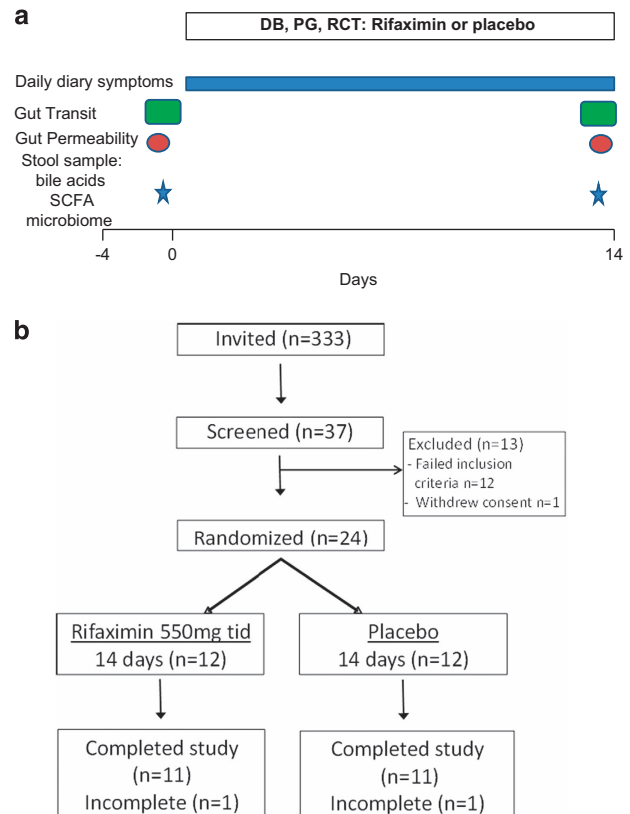 a
DB, PG, RCT: Rifaximin or placebo
Daily diary symptoms
Gut Transit
Gut Permeability
Stool sample:
bile acids
SCFA
microbiome
-4
0
14
Days
b
Invited (n=333)
Screened (n=37)
Excluded (n=13)
- Failed inclusion
criteria n=12
- Withdrew consent n=1
Randomized (n=24)
Rifaximin 550mg tid
14 days (n=12)
Placebo
14 days (n=12)
Completed study
(n=11)
Incomplete (n=1)
Completed study
(n=11)
Incomplete (n=1)